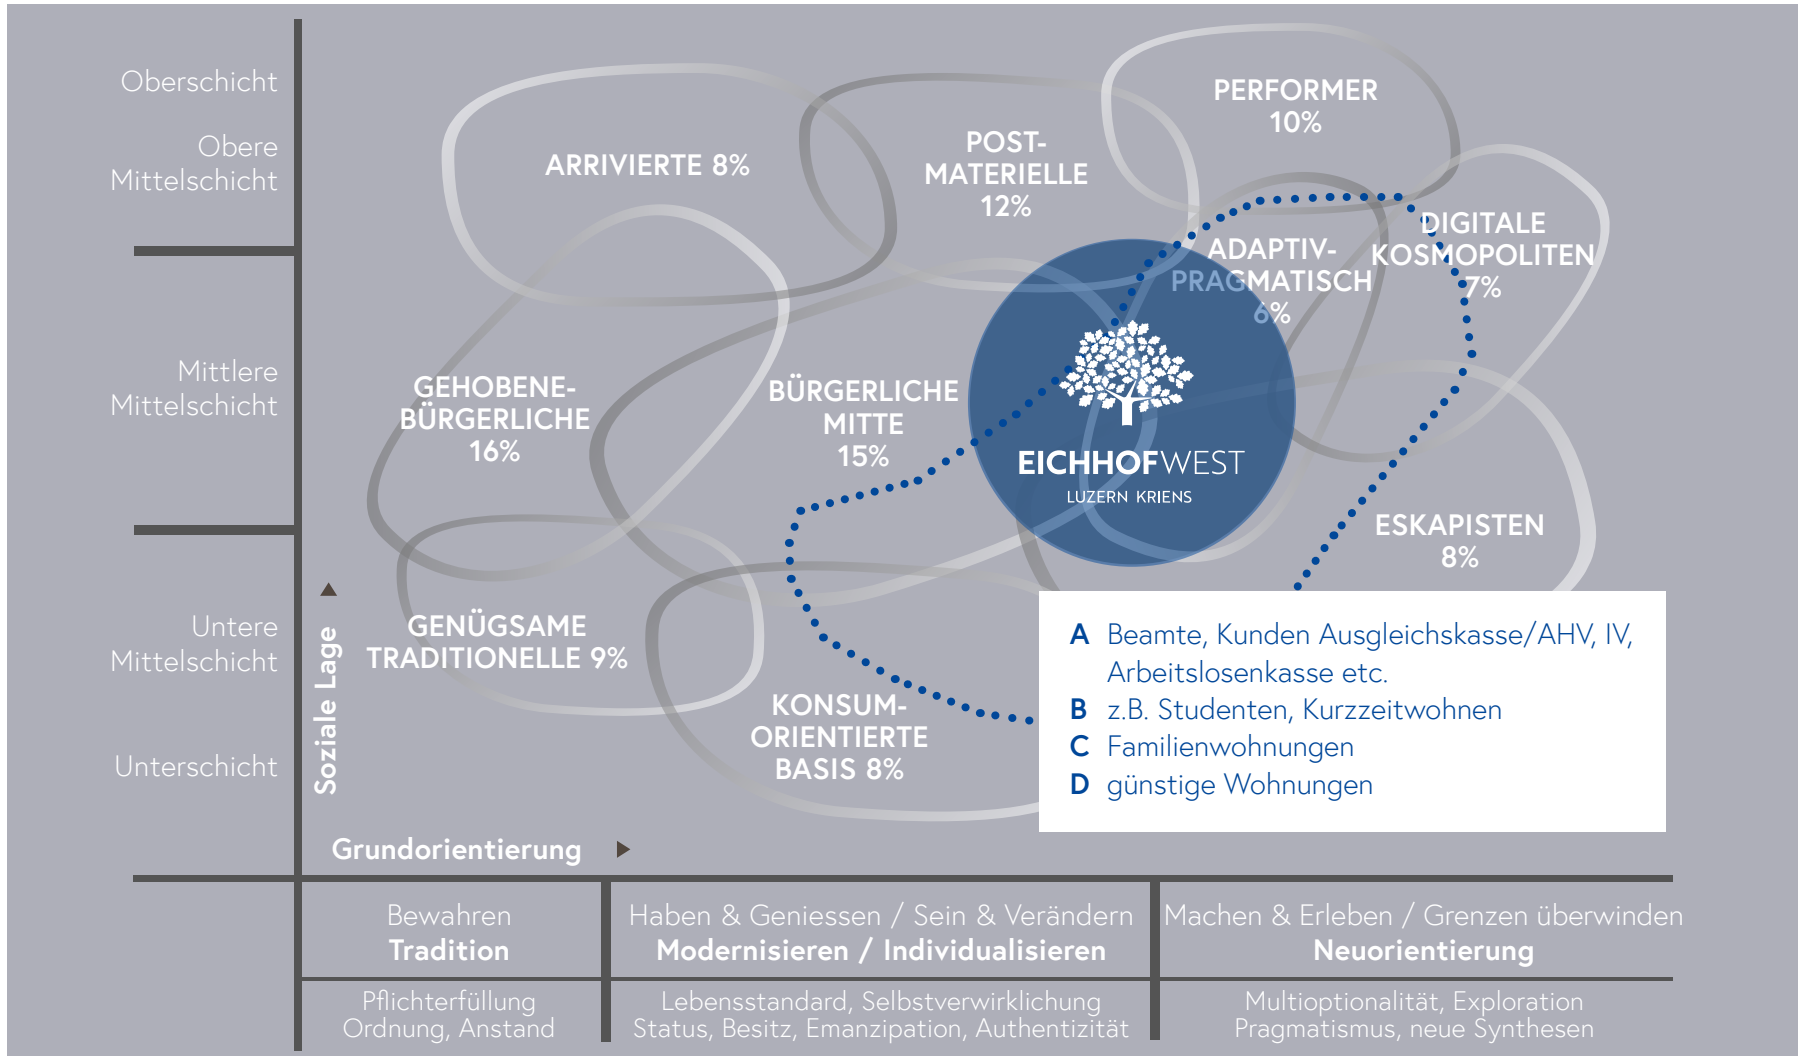 Oberschicht
Obere
Mittelschicht
Mittlere
Mittelschicht
Untere
Mittelschicht
Unterschicht
Soziale Lage
ARRIVIERTE 8%
POST-
MATERIELLE
12%
PERFORMER
10%
ADAPTIV-
PRAGMATISCH
6%
DIGITALE
KOSMOPOLITEN
7%
GEHOBENE-
BÜRGERLICHE
16%
BÜRGERLICHE
MITTE
15%
EICHHOFWEST
LUZERN KRIENS
ESKAPISTEN
8%
GENÜGSAME
TRADITIONELLE 9%
KONSUM-
ORIENTIERTE
BASIS 8%
A Beamte, Kunden Ausgleichskasse/AHV, IV,
Arbeitslosenkasse etc.
B z.B. Studenten, Kurzzeitwohnen
C Familienwohnungen
D günstige Wohnungen
Grundorientierung
Bewahren
Tradition
Haben & Geniessen / Sein & Verändern
Modernisieren / Individualisieren
Machen & Erleben / Grenzen überwinden
Neuorientierung
Pflichterfüllung
Ordnung, Anstand
Lebensstandard, Selbstverwirklichung
Status, Besitz, Emanzipation, Authentizität
Multioptionalität, Exploration
Pragmatismus, neue Synthesen